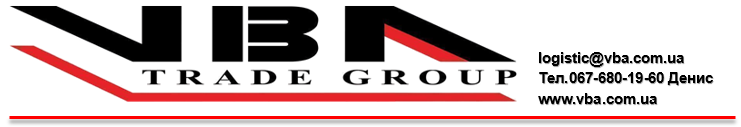 VBA
TRADE GROUP
logistic@vba.com.ua
Тел.067-680-19-60 Денис
www.vba.com.ua